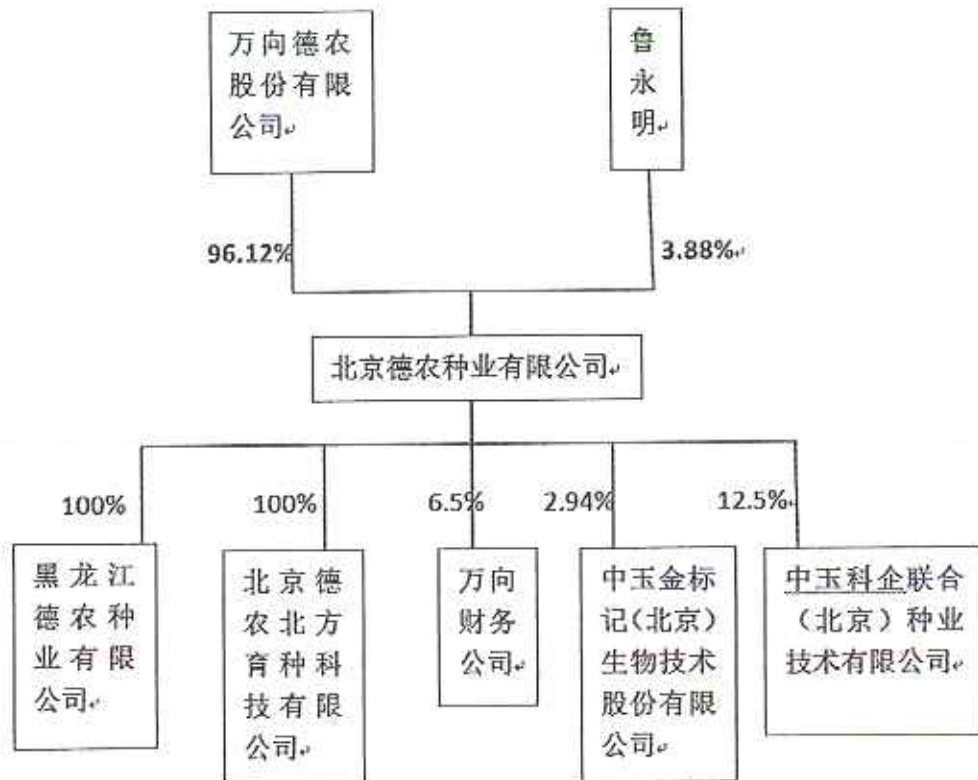 万向德农
股份有限
公司
鲁
永
明
96.12%
3.88%
北京德农种业有限公司
100%
100%
6.5%
2.94%
12.5%
黑龙江
德农种
业有限
公司
北京德
农北方
育种科
技有限
公司
万向
财务
公司
中玉金标
记（北京）
生物技术
股份有限
公司
中玉科企联合
（北京）种业
技术有限公司